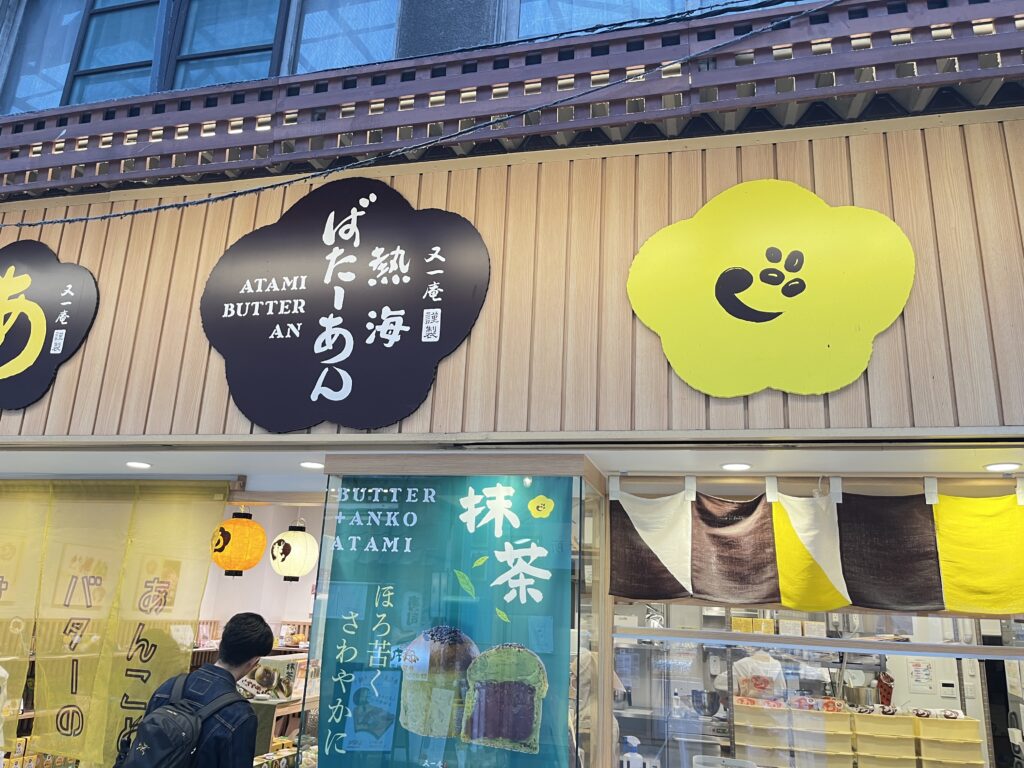 あ
又一庵
謹製
ATAMI
BUTTER
AN
ばたーあん
熱海
又一庵
謹製
BUTTER
+ANKO
ATAMI
抹茶
ほろ苦く
さわやかに
バターの
あんこと